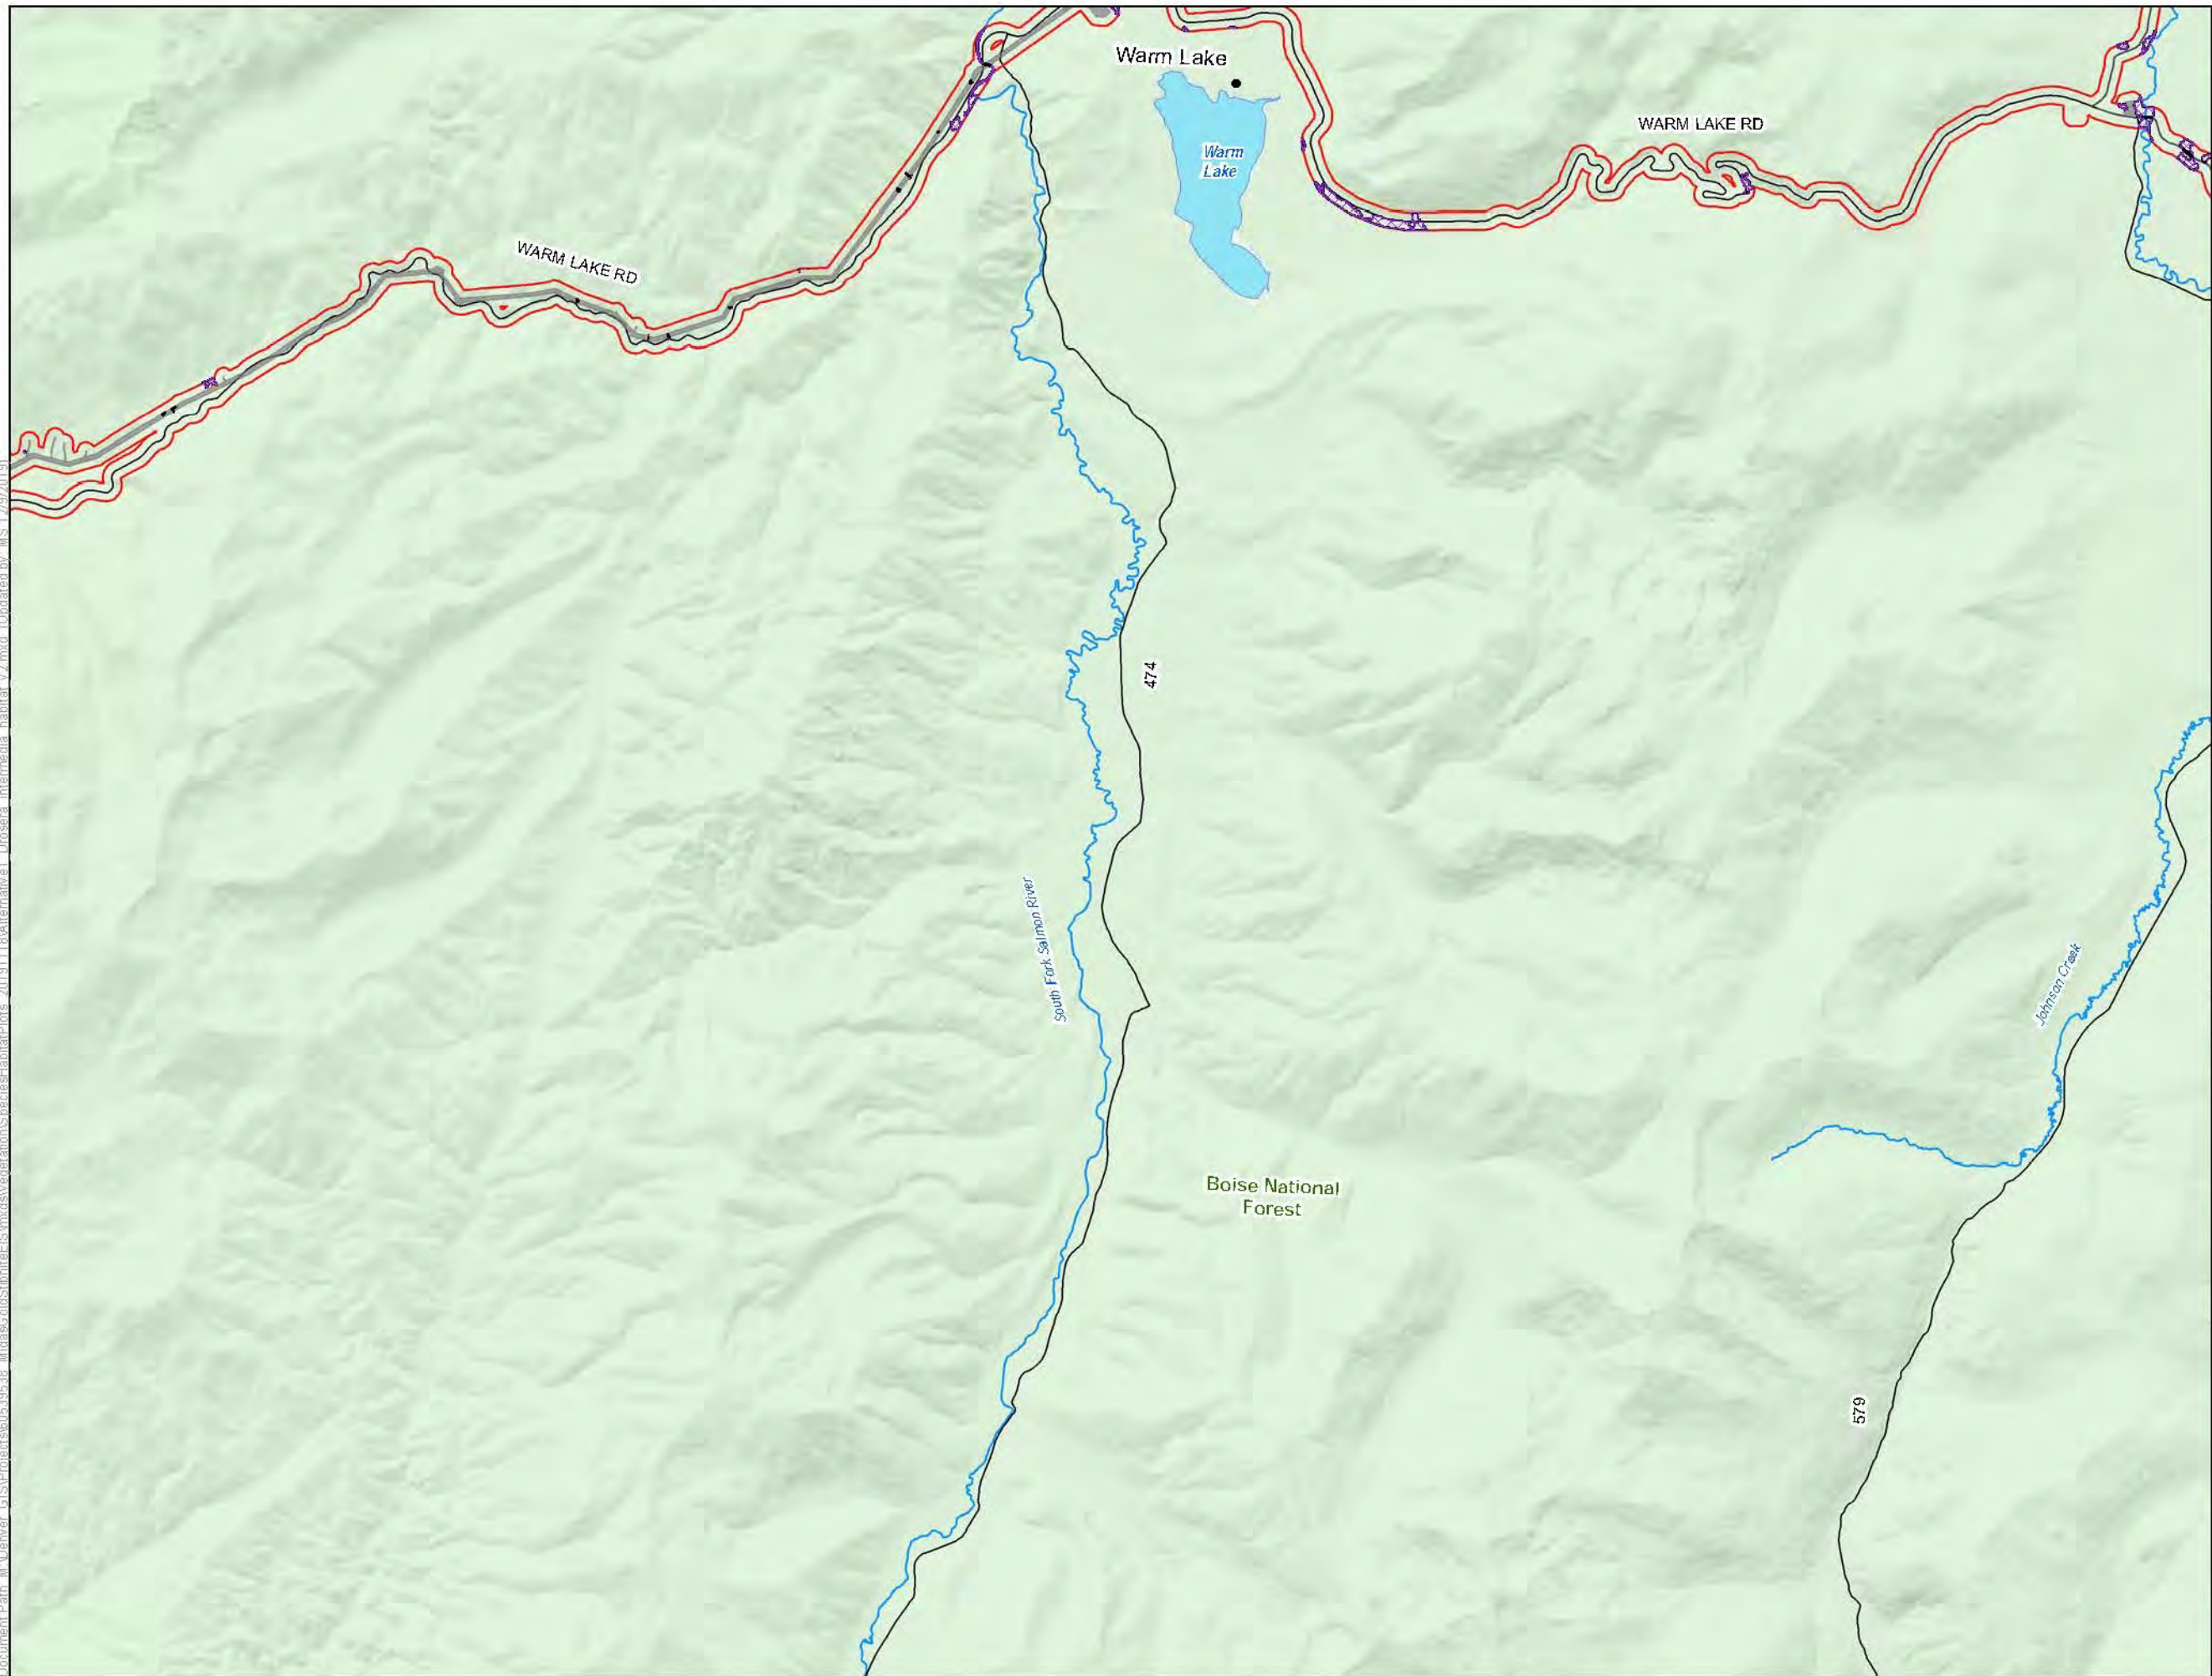 Warm Lake
WARM LAKE RD
Warm
Lake
WARM LAKE RD
474
South Fork Salmon River
Johnson Creek
Boise National
Forest
579